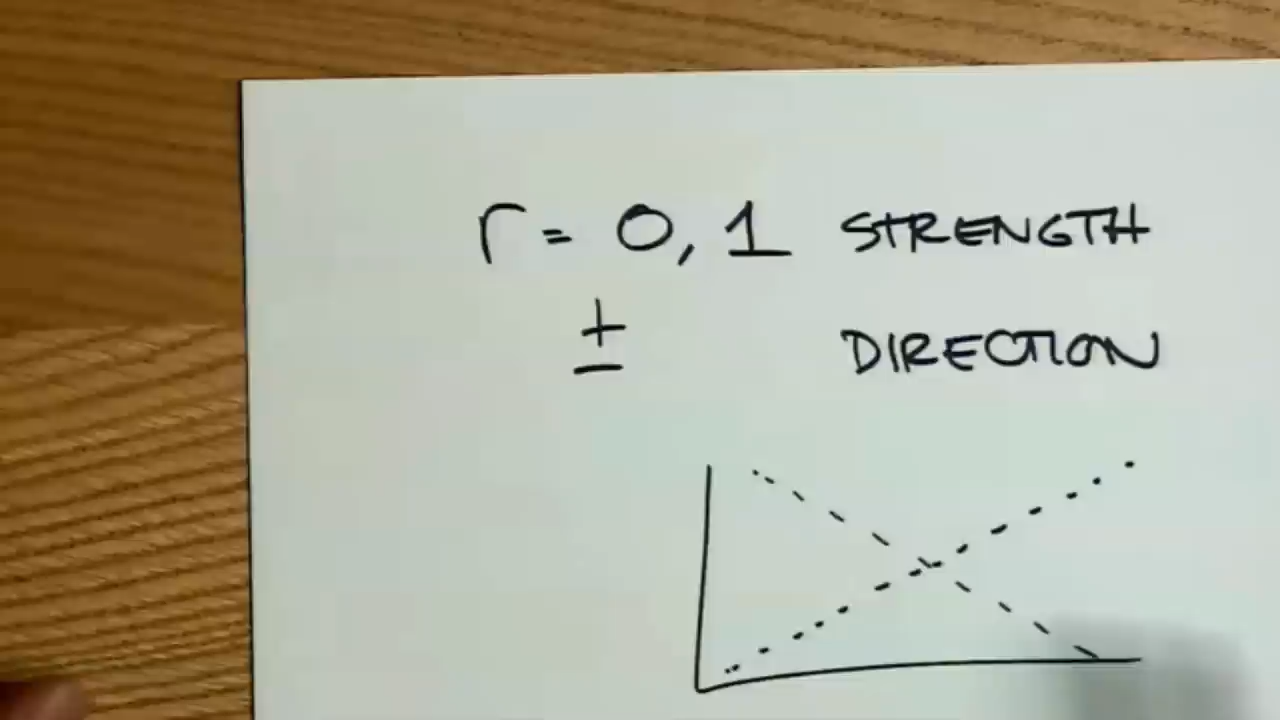 r = 0, 1 STRENGTH
± DIRECTION